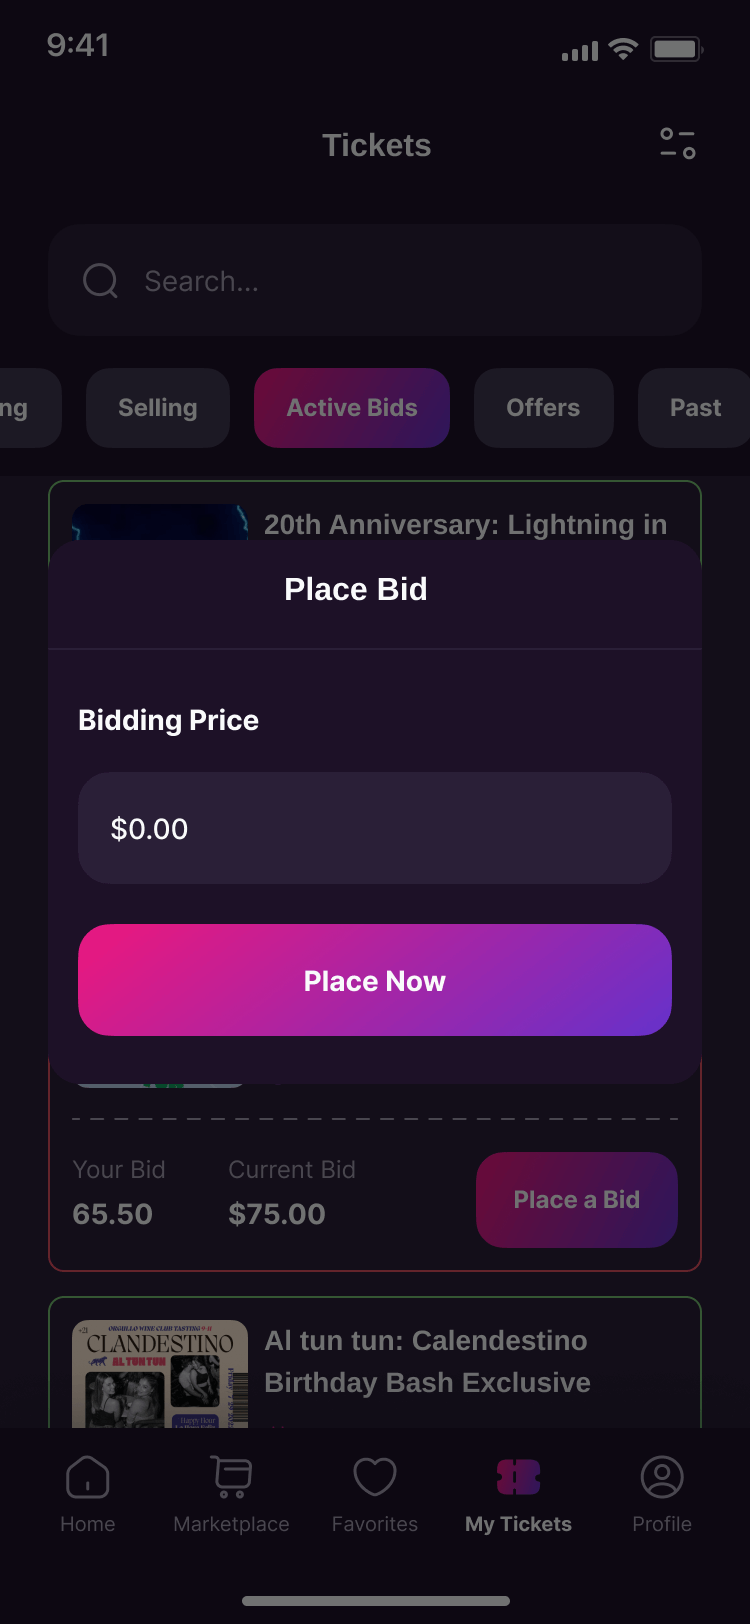 9:41
Tickets
Search...
ng
Selling
Active Bids
Offers
Past
20th Anniversary: Lightning in
Place Bid
Bidding Price
$0.00
Place Now
Your Bid
Current Bid
65.50
$75.00
Place a Bid
ORGULLO WINE CLUB TASTING
CLANDESTINO
AL TUN TUN
Happy Hour
Al tun tun: Calendestino
Birthday Bash Exclusive
Home
Marketplace
Favorites
My Tickets
Profile